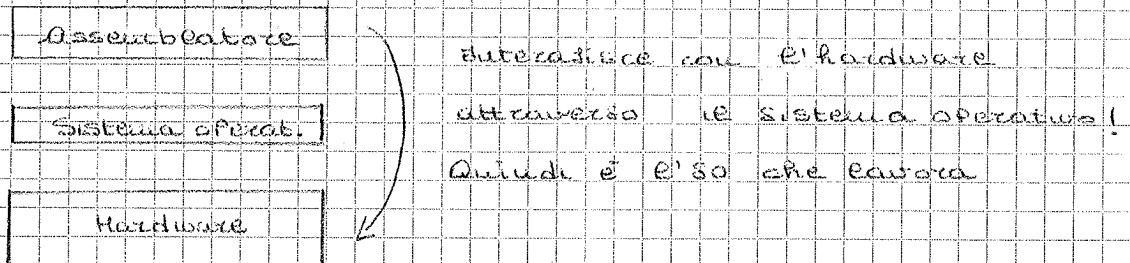 Assemblatore
interagisce con l'hardware
attraverso il sistema operativo!
Sistema operat.
Quindi è l'SO che lavora
Hardware